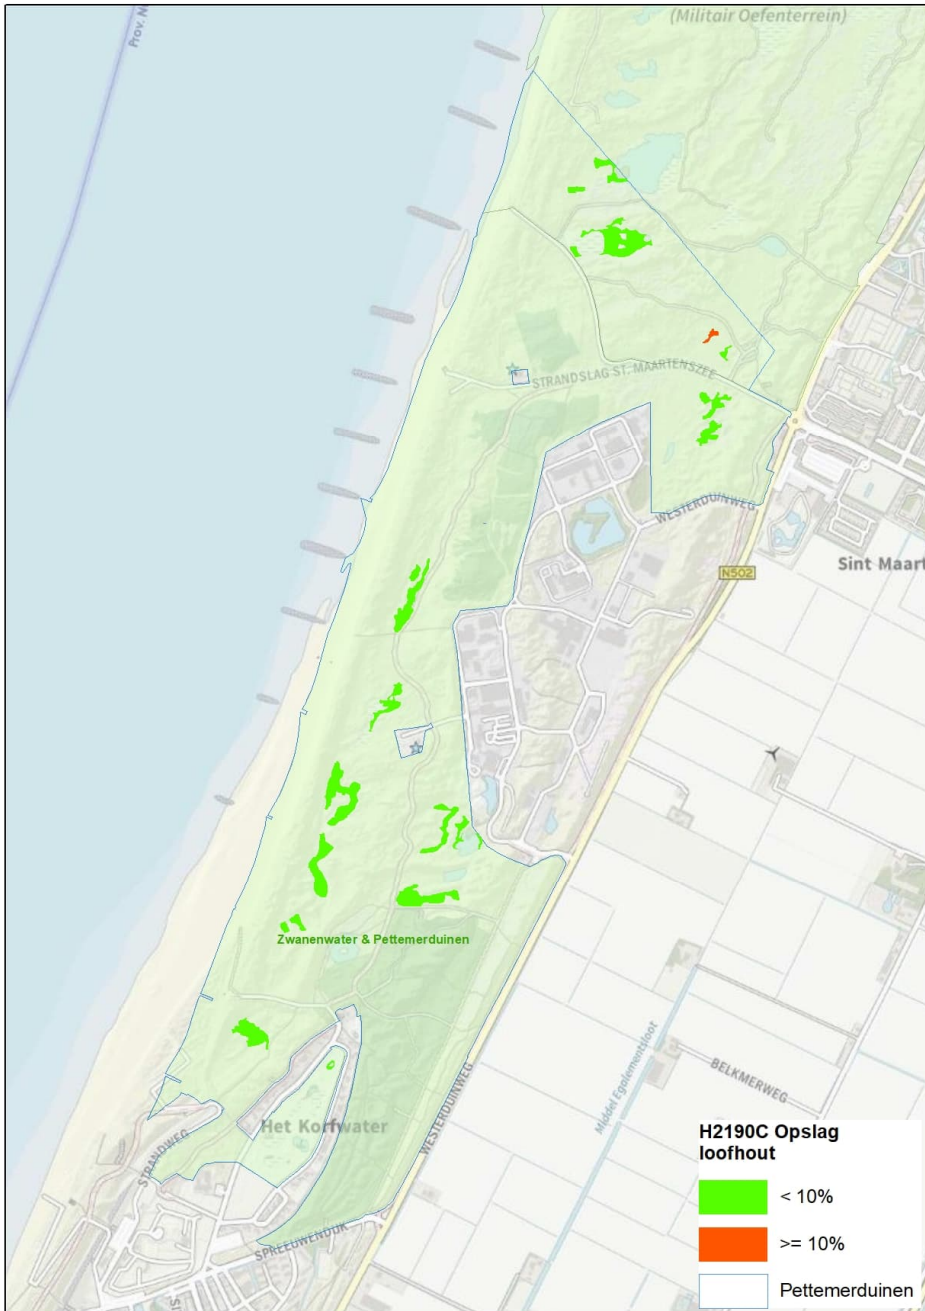 (Militair Oefenterrein)
Prov. N
STRANDSLAG ST. MAARTENSZEE
WESTERDUINWEG
N502
Sint Maart
Zwanenwater & Pettemerduinen
Middel Egalementsloot
BELKMERWEG
WESTERDUINWEG
Het Korfwater
STRANDWEG
SPREEUWENDIJK
H2190C Opslag
loofhout
< 10%
>= 10%
Pettemerduinen